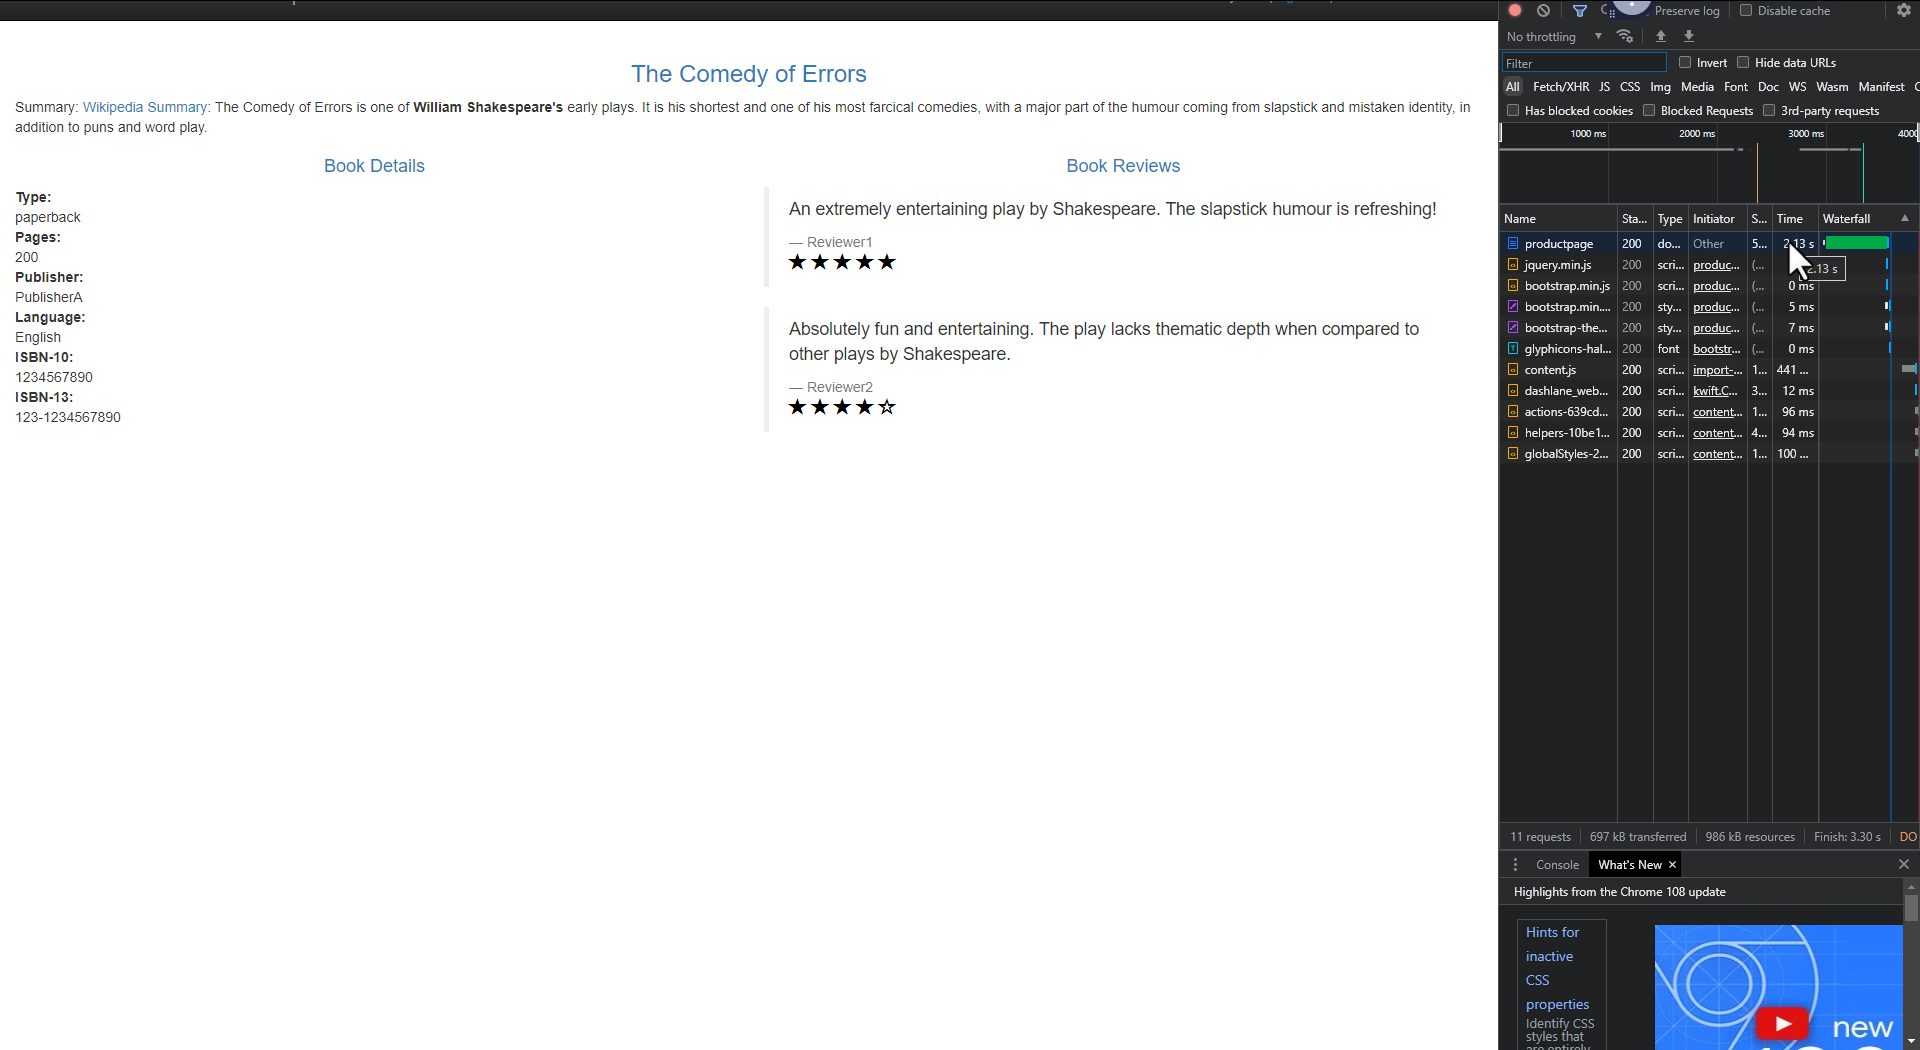 The Comedy of Errors
Summary: Wikipedia Summary: The Comedy of Errors is one of William Shakespeare's early plays. It is his shortest and one of his most farcical comedies, with a major part of the humour coming from slapstick and mistaken identity, in
addition to puns and word play.
Book Details
Type:
paperback
Pages:
200
Publisher:
PublisherA
Language:
English
ISBN-10:
1234567890
ISBN-13:
123-1234567890
Book Reviews
An extremely entertaining play by Shakespeare. The slapstick humour is refreshing!
— Reviewer1
★★★★★
Absolutely fun and entertaining. The play lacks thematic depth when compared to
other plays by Shakespeare.
— Reviewer2
★★★★☆
Preserve log Disable cache
No throttling
Filter Invert Hide data URLs
All Fetch/XHR JS CSS Img Media Font Doc WS Wasm Manifest
Has blocked cookies Blocked Requests 3rd-party requests
1000 ms 2000 ms 3000 ms 4000
Name Sta... Type Initiator S... Time Waterfall
productpage 200 do... Other 5... 2.13 s
jquery.min.js 200 scri... produc... (... 2.13 s
bootstrap.min.js 200 scri... produc... (... 0 ms
bootstrap.min.... 200 sty... produc... (... 5 ms
bootstrap-the... 200 sty... produc... (... 7 ms
glyphicons-hal... 200 font bootstr... (... 0 ms
content.js 200 scri... import-... 1... 441 ...
dashlane_web... 200 scri... kwift.C... 3... 12 ms
actions-639cd... 200 scri... content... 1... 96 ms
helpers-10be1... 200 scri... content... 4... 94 ms
globalStyles-2... 200 scri... content... 1... 100 ...
11 requests 697 kB transferred 986 kB resources Finish: 3.30 s DO
Console What's New ×
Highlights from the Chrome 108 update
Hints for
inactive
CSS
properties
Identify CSS
styles that
are entirely
new